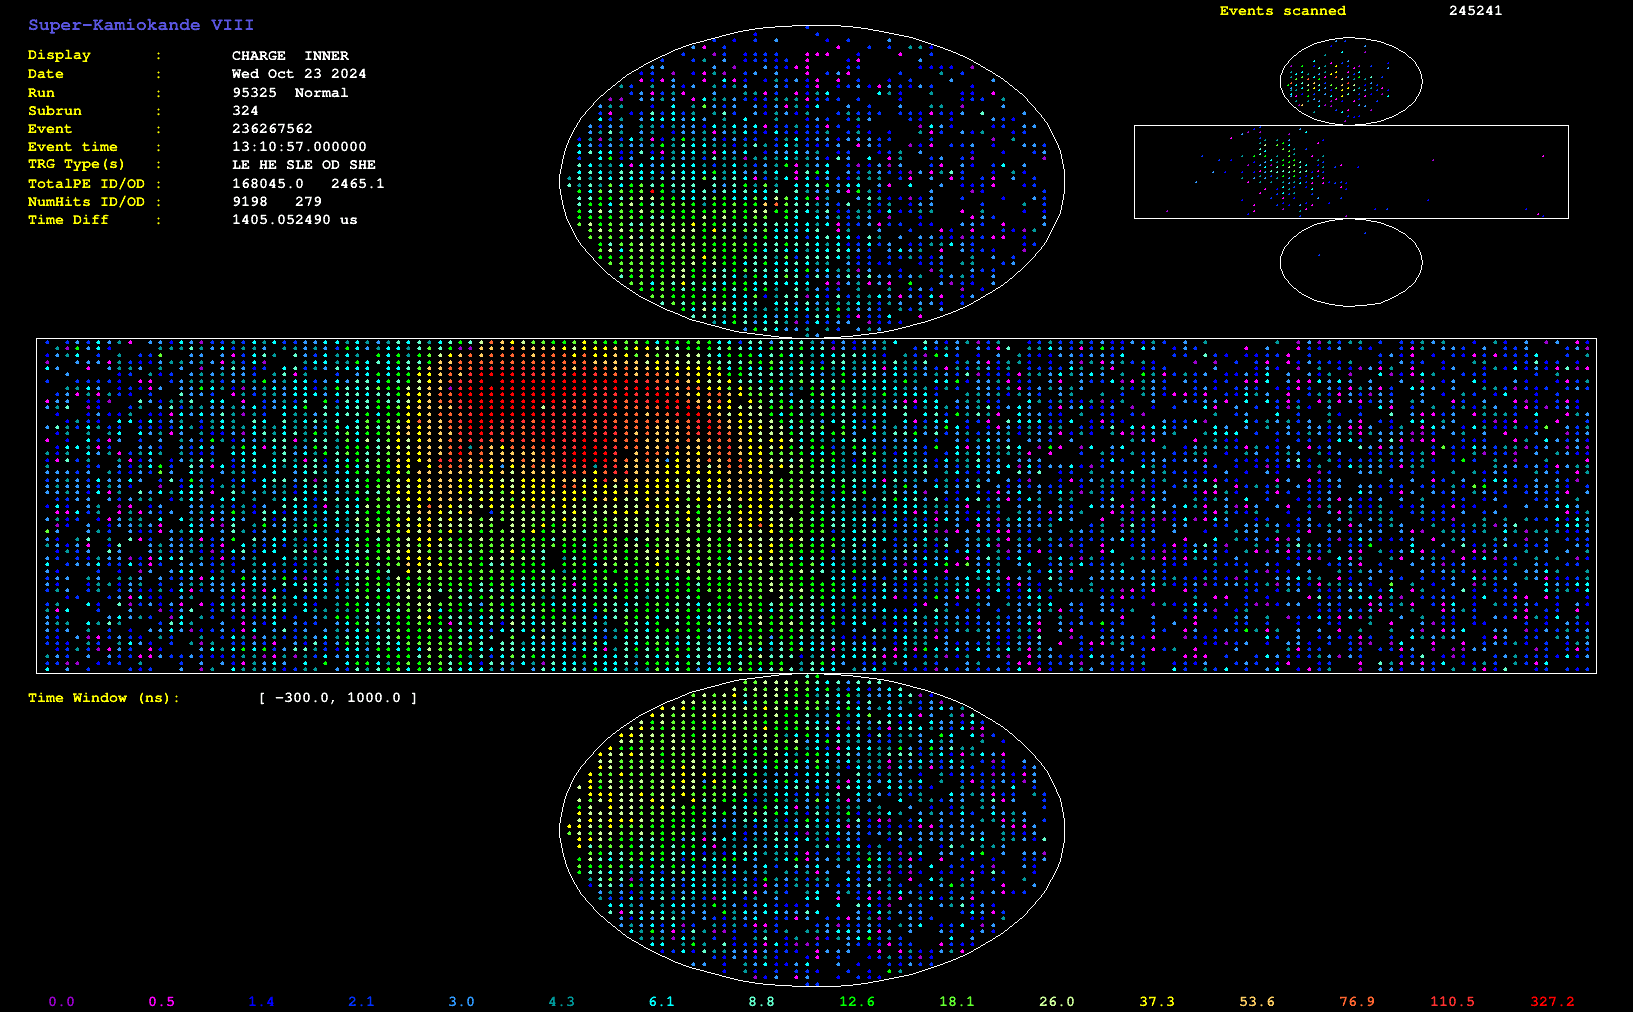 Super-Kamiokande VIII
Events scanned 245241
Display : CHARGE INNER
Date : Wed Oct 23 2024
Run : 95325 Normal
Subrun : 324
Event : 236267562
Event time : 13:10:57.000000
TRG Type(s) : LE HE SLE OD SHE
TotalPE ID/OD : 168045.0 2465.1
NumHits ID/OD : 9198 279
Time Diff : 1405.052490 us
Time Window (ns): [ −300.0, 1000.0 ]
0.0 0.5 1.4 2.1 3.0 4.3 6.1 8.8 12.6 18.1 26.0 37.3 53.6 76.9 110.5 327.2